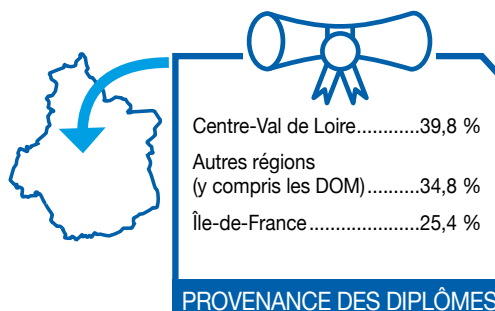 Centre-Val de Loire............39,8 %
Autres régions
(y compris les DOM)..........34,8 %
Île-de-France......................25,4 %
PROVENANCE DES DIPLÔMES